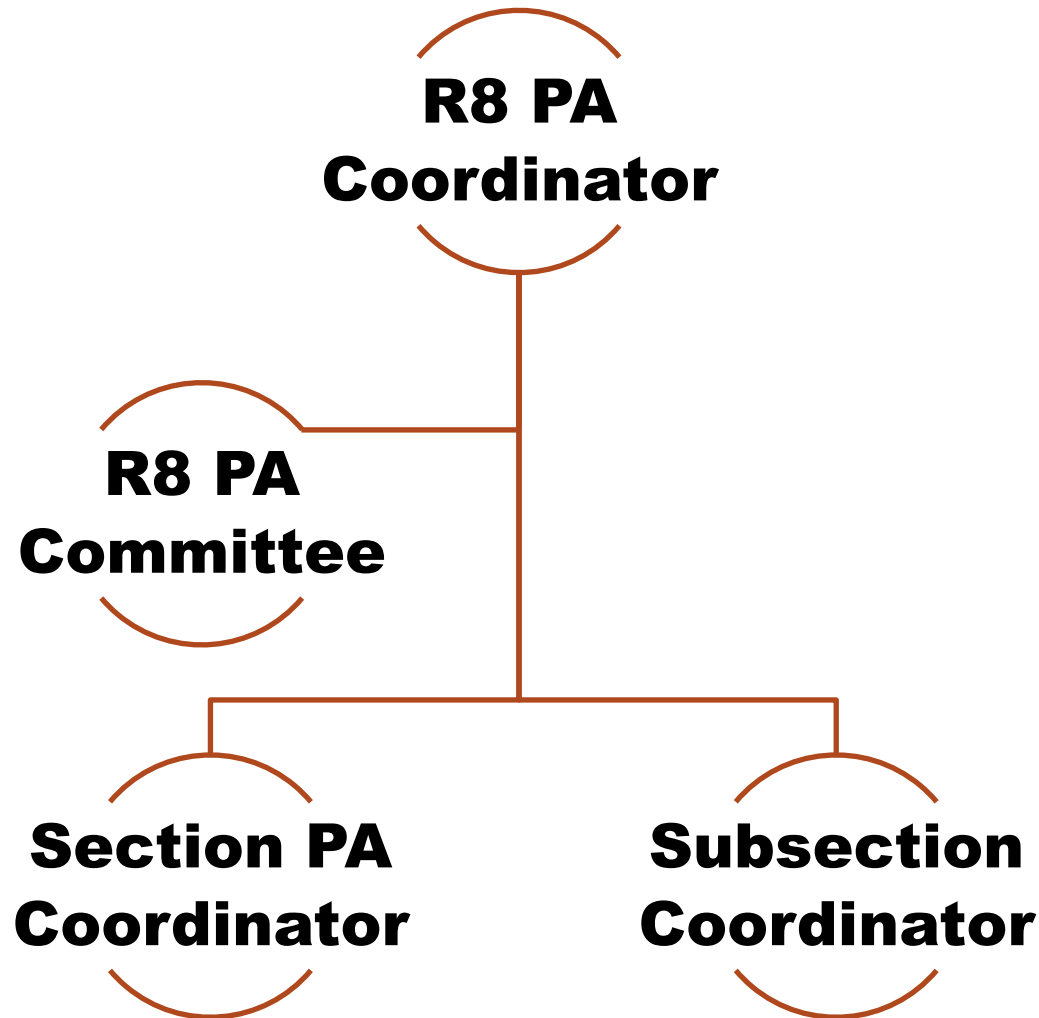 R8 PA
Coordinator
R8 PA
Committee
Section PA
Coordinator
Subsection
Coordinator